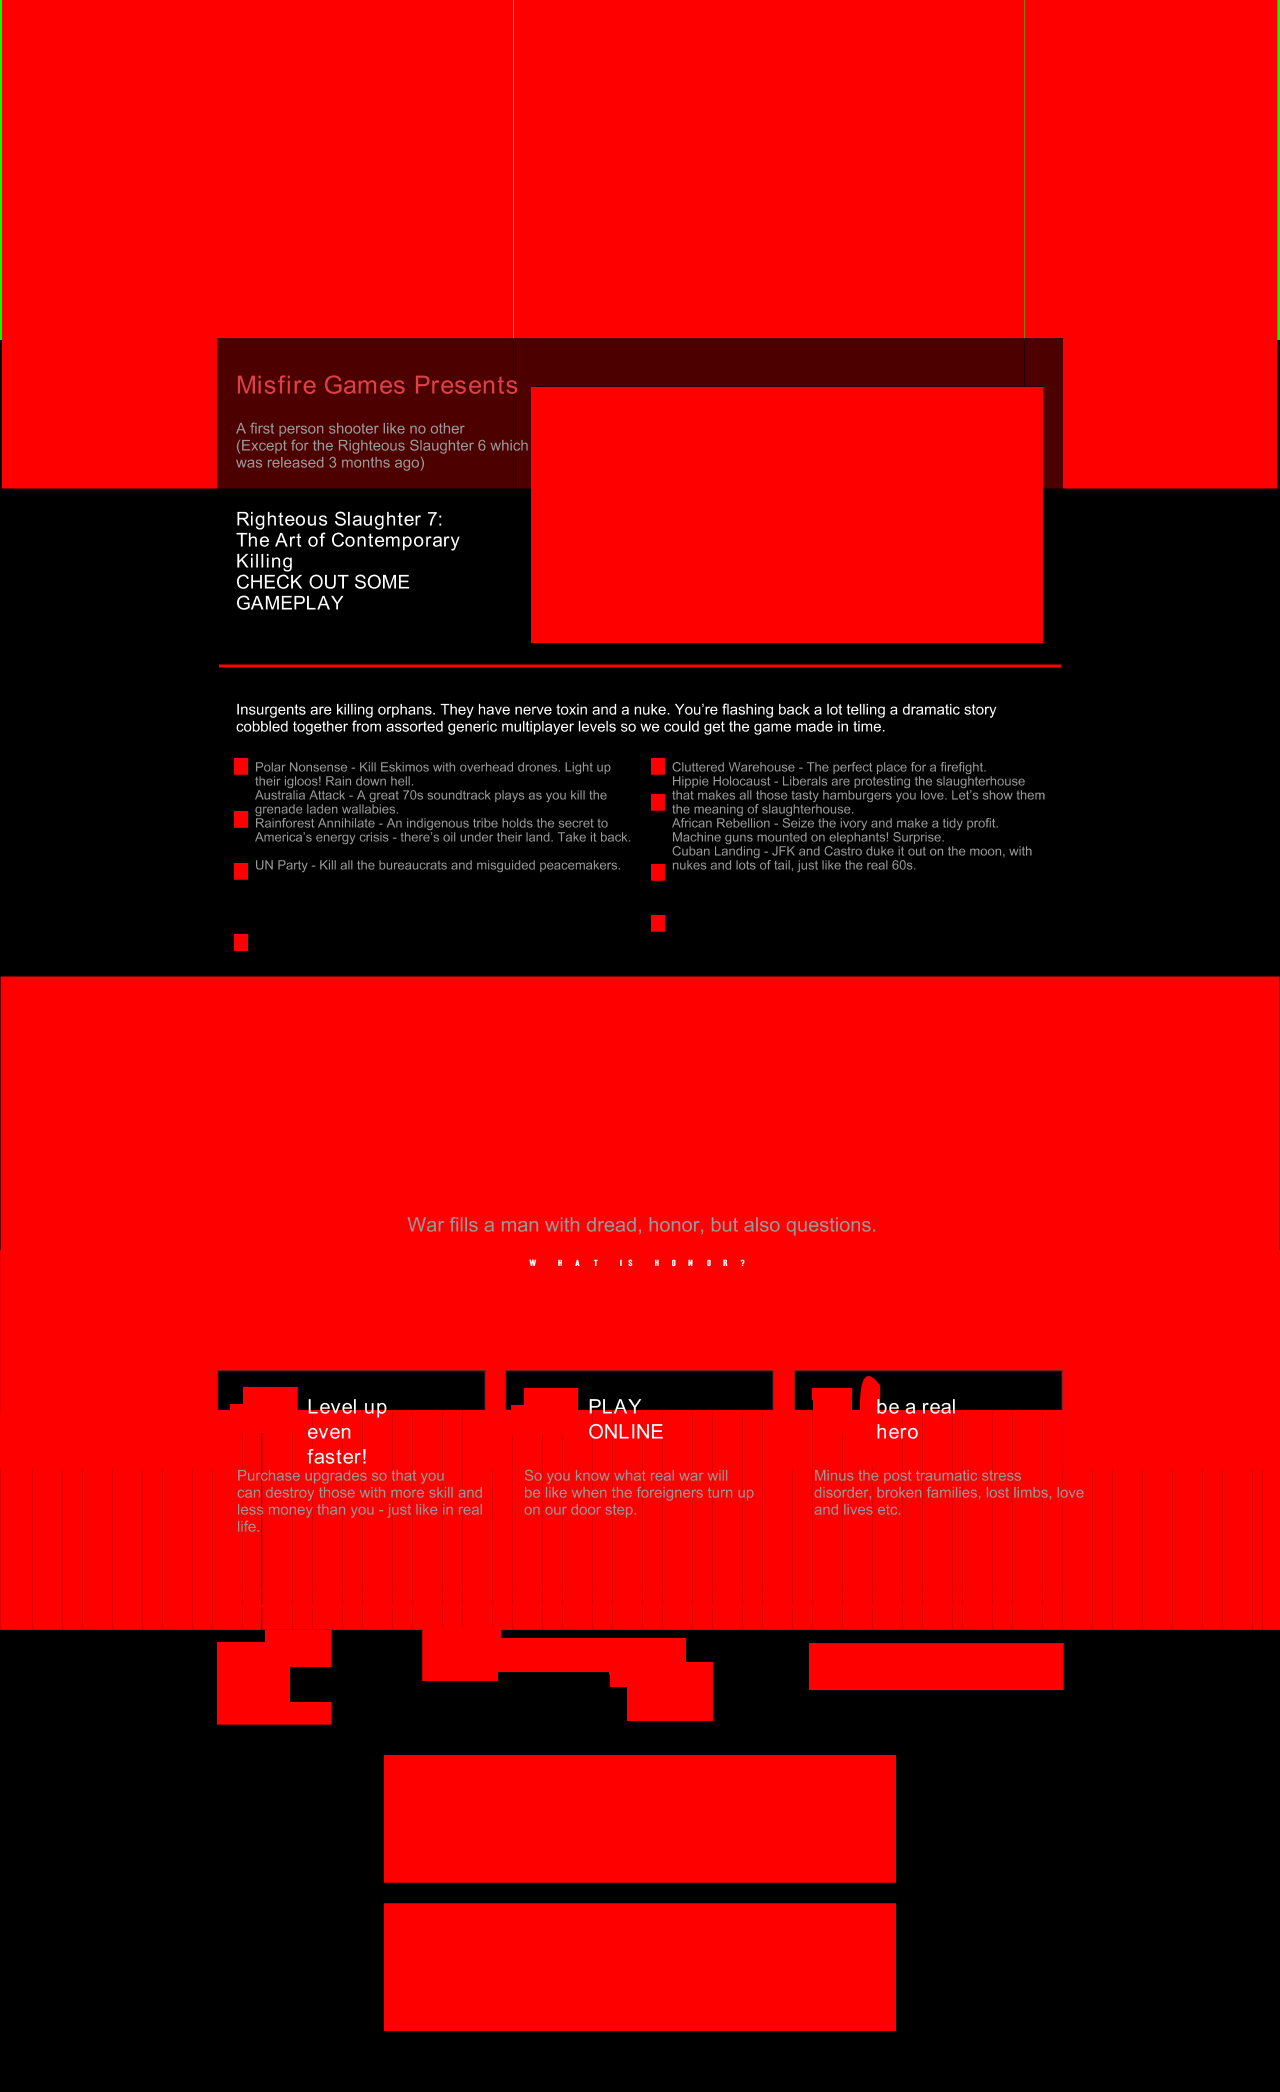 Misfire Games Presents
A first person shooter like no other
(Except for the Righteous Slaughter 6 which
was released 3 months ago)
Righteous Slaughter 7:
The Art of Contemporary
Killing
CHECK OUT SOME
GAMEPLAY
Insurgents are killing orphans. They have nerve toxin and a nuke. You’re flashing back a lot telling a dramatic story
cobbled together from assorted generic multiplayer levels so we could get the game made in time.
Polar Nonsense - Kill Eskimos with overhead drones. Light up
their igloos! Rain down hell.
Australia Attack - A great 70s soundtrack plays as you kill the
grenade laden wallabies.
Rainforest Annihilate - An indigenous tribe holds the secret to
America’s energy crisis - there’s oil under their land. Take it back.
UN Party - Kill all the bureaucrats and misguided peacemakers.
Cluttered Warehouse - The perfect place for a firefight.
Hippie Holocaust - Liberals are protesting the slaughterhouse
that makes all those tasty hamburgers you love. Let’s show them
the meaning of slaughterhouse.
African Rebellion - Seize the ivory and make a tidy profit.
Machine guns mounted on elephants! Surprise.
Cuban Landing - JFK and Castro duke it out on the moon, with
nukes and lots of tail, just like the real 60s.
War fills a man with dread, honor, but also questions.
WHAT IS HONOR?
Level up
even
faster!
Purchase upgrades so that you
can destroy those with more skill and
less money than you - just like in real
life.
PLAY
ONLINE
So you know what real war will
be like when the foreigners turn up
on our door step.
be a real
hero
Minus the post traumatic stress
disorder, broken families, lost limbs, love
and lives etc.